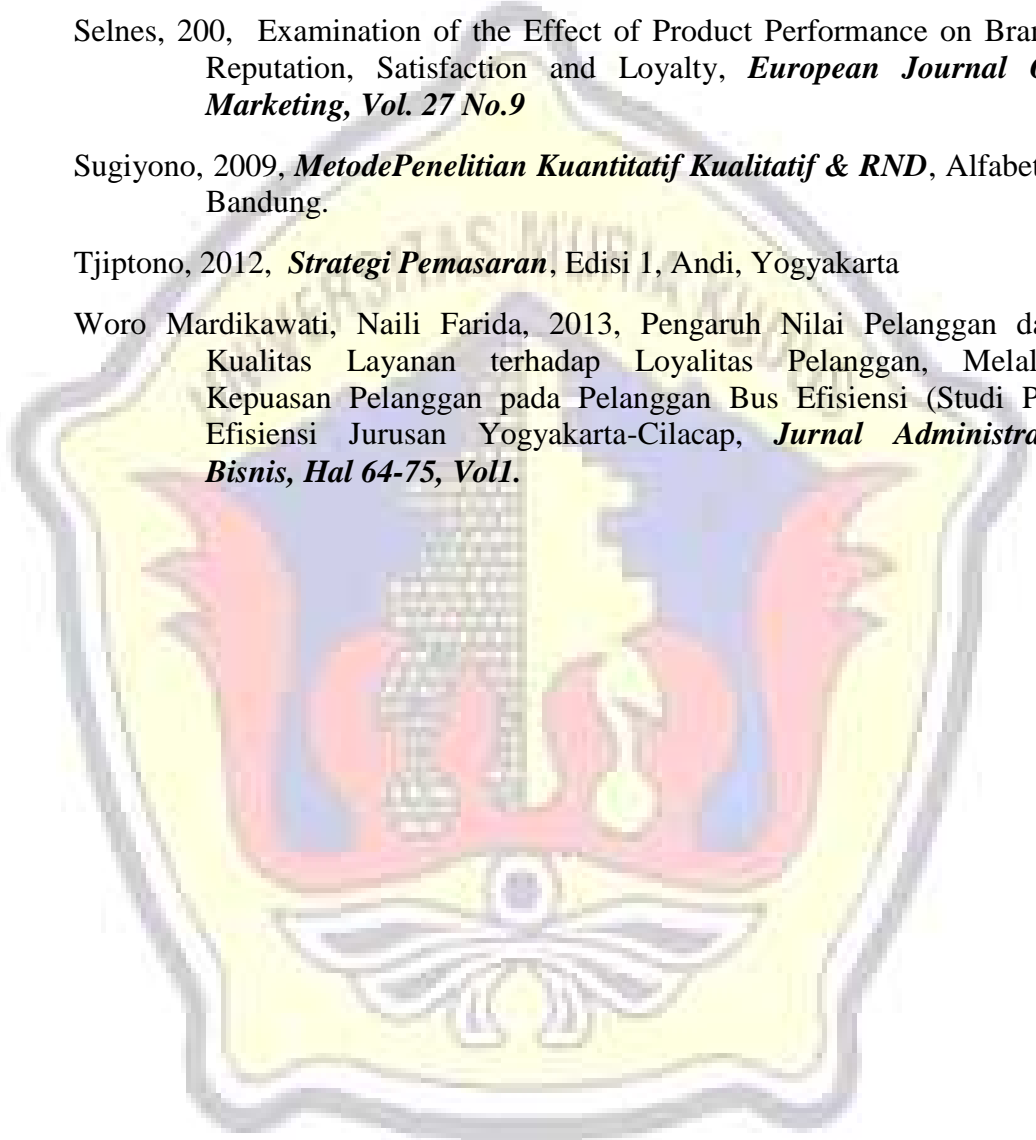 Selnes, 200, Examination of the Effect of Product Performance on Bran
Reputation, Satisfaction and Loyalty, European Journal
Marketing, Vol. 27 No.9
Sugiyono, 2009, MetodePenelitian Kuantitatif Kualitatif & RND, Alfabet
Bandung.
Tjiptono, 2012, Strategi Pemasaran, Edisi 1, Andi, Yogyakarta
Woro Mardikawati, Naili Farida, 2013, Pengaruh Nilai Pelanggan da
Kualitas Layanan terhadap Loyalitas Pelanggan, Melal
Kepuasan Pelanggan pada Pelanggan Bus Efisiensi (Studi P
Efisiensi Jurusan Yogyakarta-Cilacap, Jurnal Administra
Bisnis, Hal 64-75, Vol1.
UNIVERSITAS MURIA KUDUS